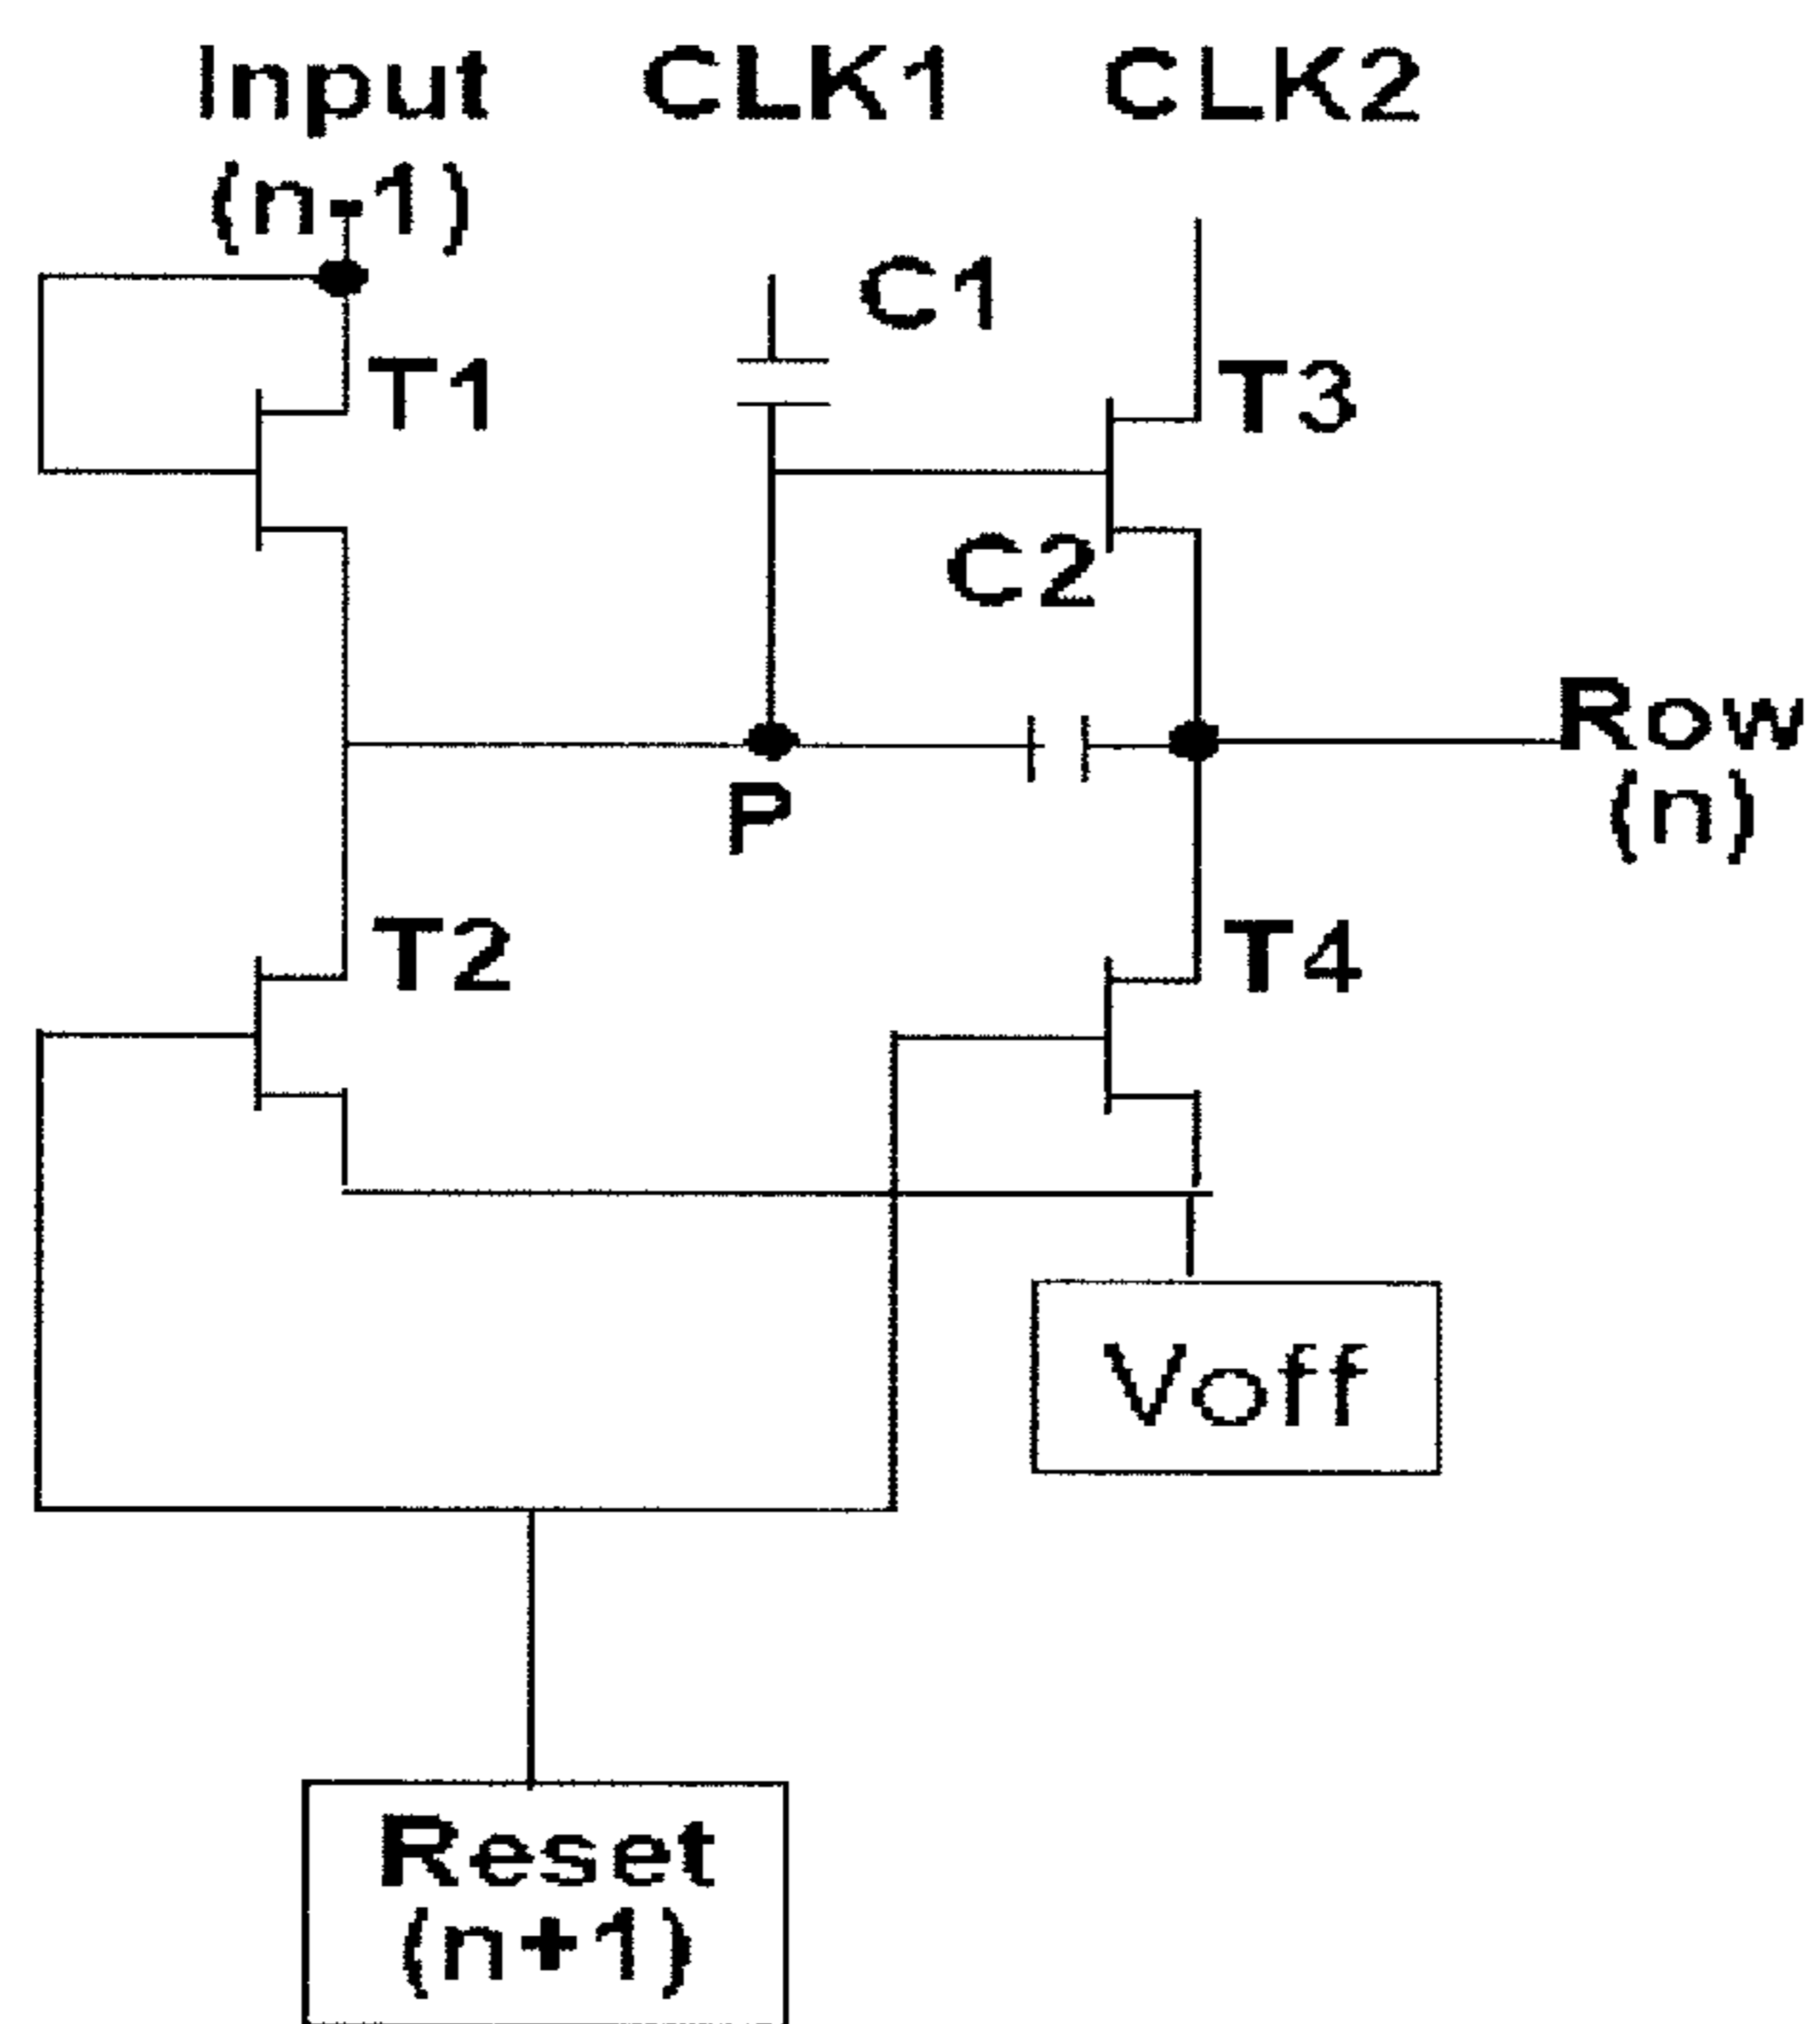 Input CLK1 CLK2
(n-1)
C1
T1
T3
C2
Row
(n)
P
T2
T4
Voff
Reset
(n+1)